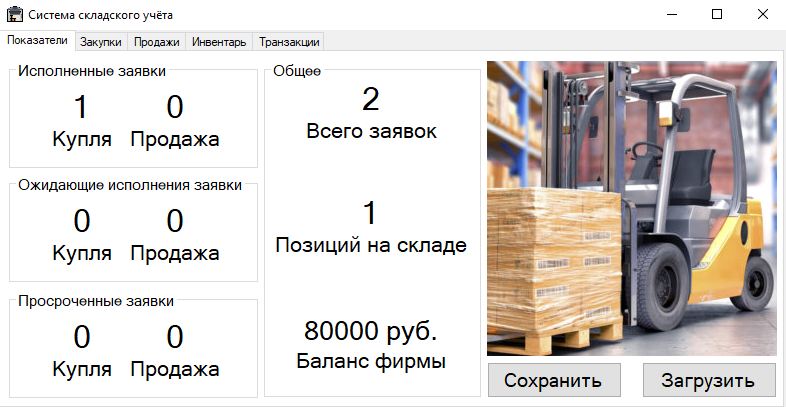 Система складского учёта
Показатели Закупки Продажи Инвентарь Транзакции
Исполненные заявки
1 0
Купля Продажа
Ожидающие исполнения заявки
0 0
Купля Продажа
Просроченные заявки
0 0
Купля Продажа
Общее
2
Всего заявок
1
Позиций на складе
80000 руб.
Баланс фирмы
Сохранить Загрузить